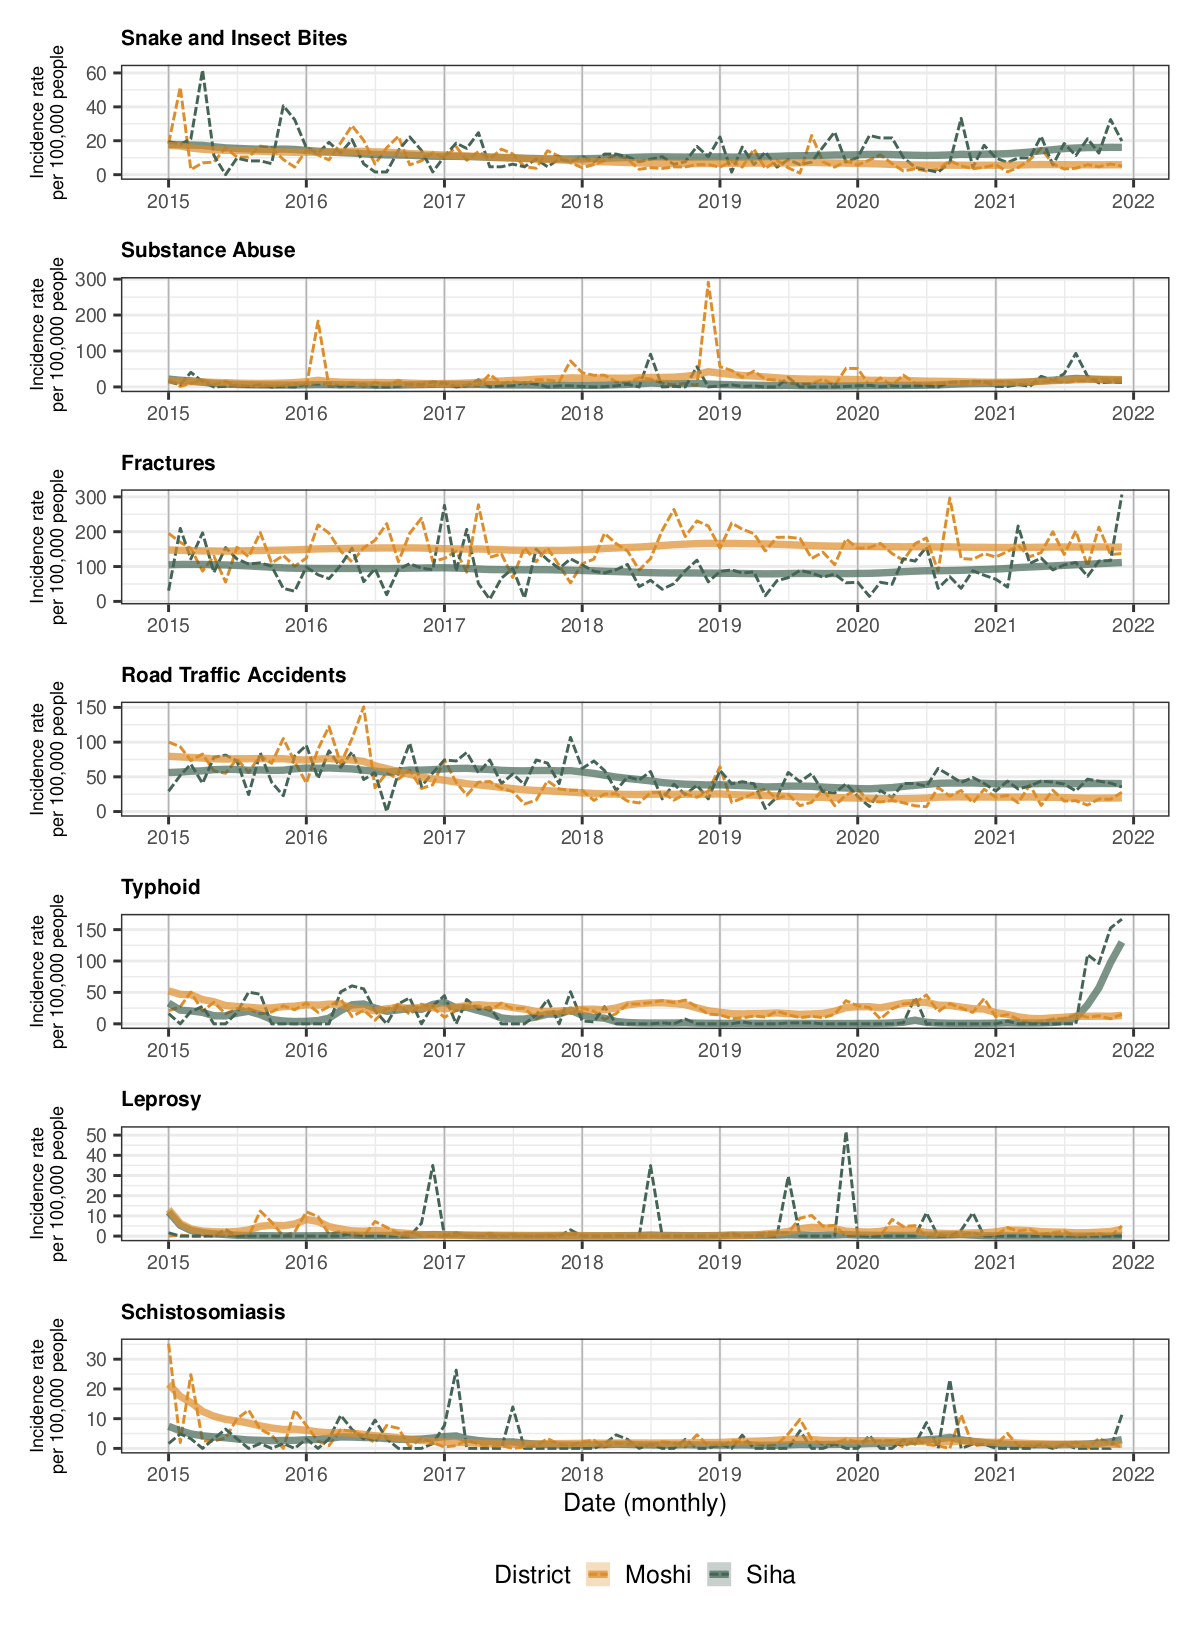 Snake and Insect Bites
Incidence rate
per 100,000 people
60
40
20
0
2015 2016 2017 2018 2019 2020 2021 2022
Substance Abuse
Incidence rate
per 100,000 people
300
200
100
0
2015 2016 2017 2018 2019 2020 2021 2022
Fractures
Incidence rate
per 100,000 people
300
200
100
0
2015 2016 2017 2018 2019 2020 2021 2022
Road Traffic Accidents
Incidence rate
per 100,000 people
150
100
50
0
2015 2016 2017 2018 2019 2020 2021 2022
Typhoid
Incidence rate
per 100,000 people
150
100
50
0
2015 2016 2017 2018 2019 2020 2021 2022
Leprosy
Incidence rate
per 100,000 people
50
40
30
20
10
0
2015 2016 2017 2018 2019 2020 2021 2022
Schistosomiasis
Incidence rate
per 100,000 people
30
20
10
0
2015 2016 2017 2018 2019 2020 2021 2022
Date (monthly)
District Moshi Siha